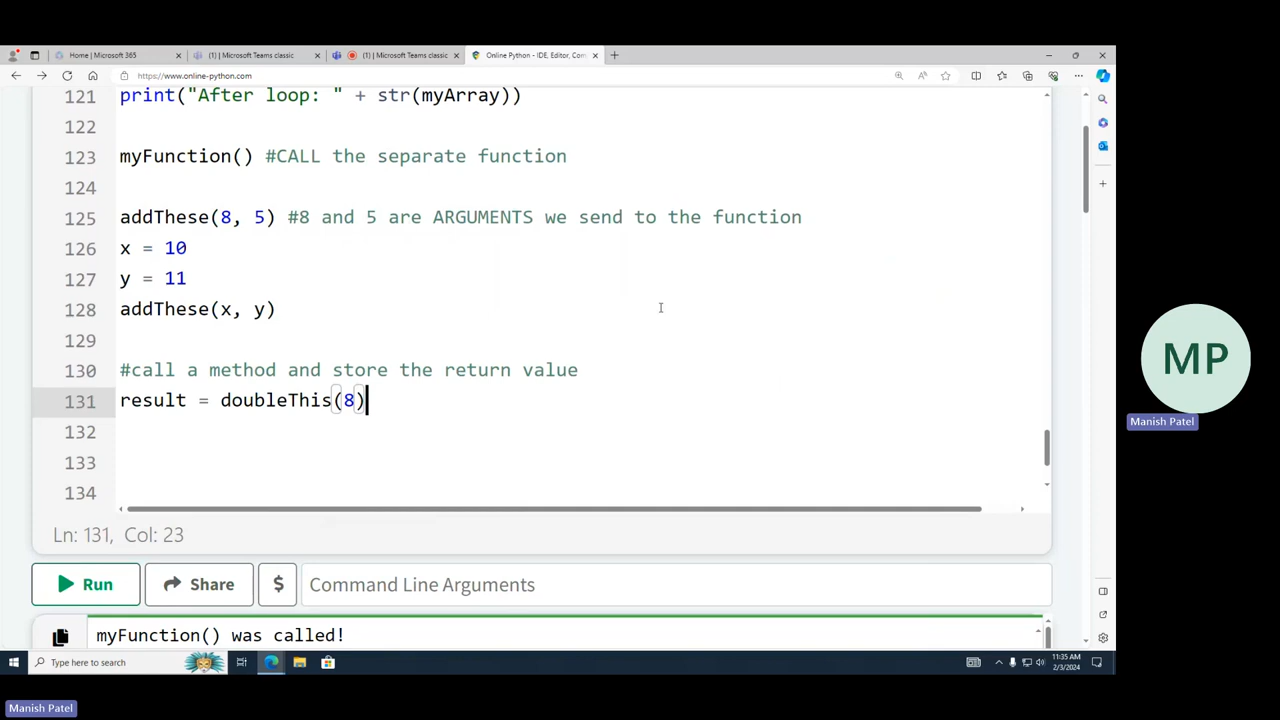 Home | Microsoft 365
(1) | Microsoft Teams classic
(1) | Microsoft Teams classic
Online Python - IDE, Editor, Com
https://www.online-python.com
121 print("After loop: " + str(myArray))
122
123 myFunction() #CALL the separate function
124
125 addThese(8, 5) #8 and 5 are ARGUMENTS we send to the function
126 x = 10
127 y = 11
128 addThese(x, y)
129
130 #call a method and store the return value
131 result = doubleThis(8)
132
133
134
Ln: 131, Col: 23
Run
Share
$
Command Line Arguments
myFunction() was called!
Type here to search
11:35 AM
2/3/2024
MP
Manish Patel
Manish Patel